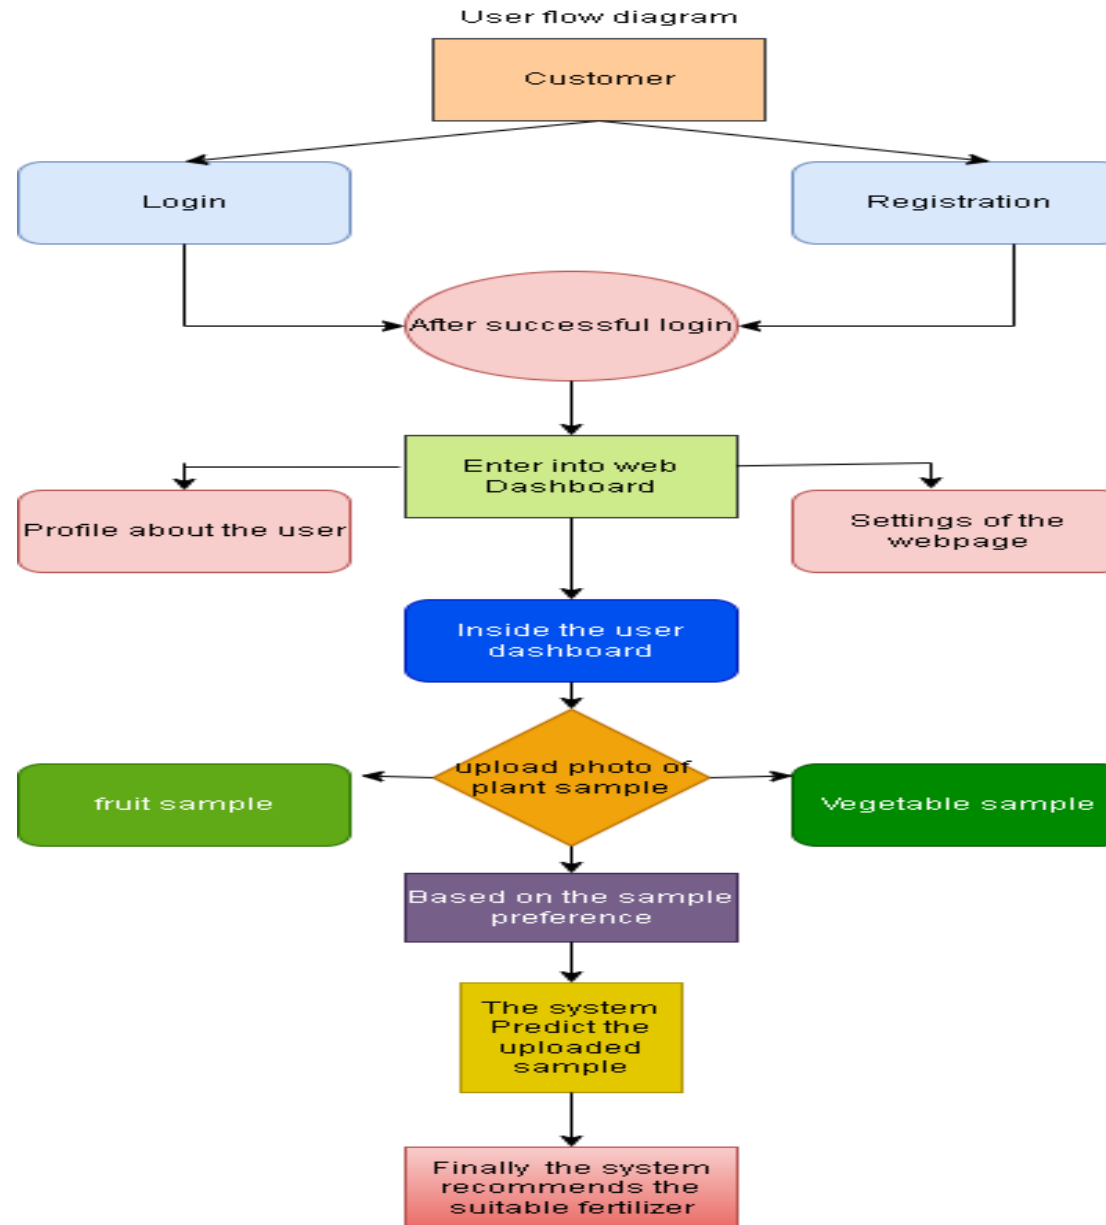 User flow diagram
Customer
Login
Registration
After successful login
Enter into web
Dashboard
Profile about the user
Settings of the
webpage
Inside the user
dashboard
upload photo of
plant sample
fruit sample
Vegetable sample
Based on the sample
preference
The system
Predict the
uploaded
sample
Finally the system
recommends the
suitable fertilizer